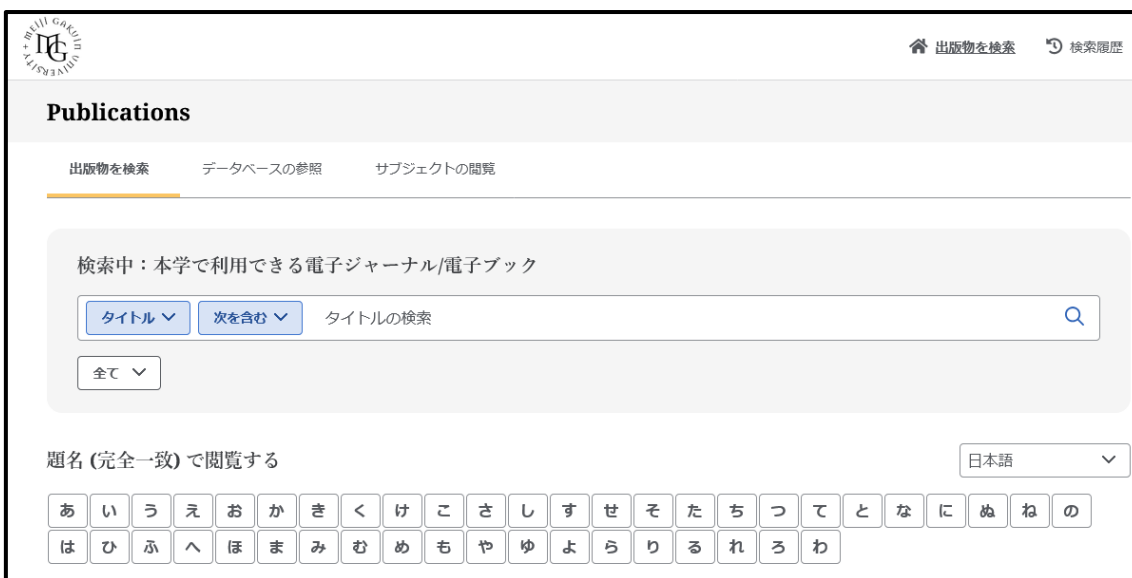 MEIJI GAKUIN UNIVERSITY
MG
出版物を検索 検索履歴
Publications
出版物を検索 データベースの参照 サブジェクトの閲覧
検索中：本学で利用できる電子ジャーナル/電子ブック
タイトル 次を含む タイトルの検索
全て
題名 (完全一致) で閲覧する 日本語
あ い う え お か き く け こ さ し す せ そ た ち つ て と な に ぬ ね の
は ひ ふ へ ほ ま み む め も や ゆ よ ら り る れ ろ わ